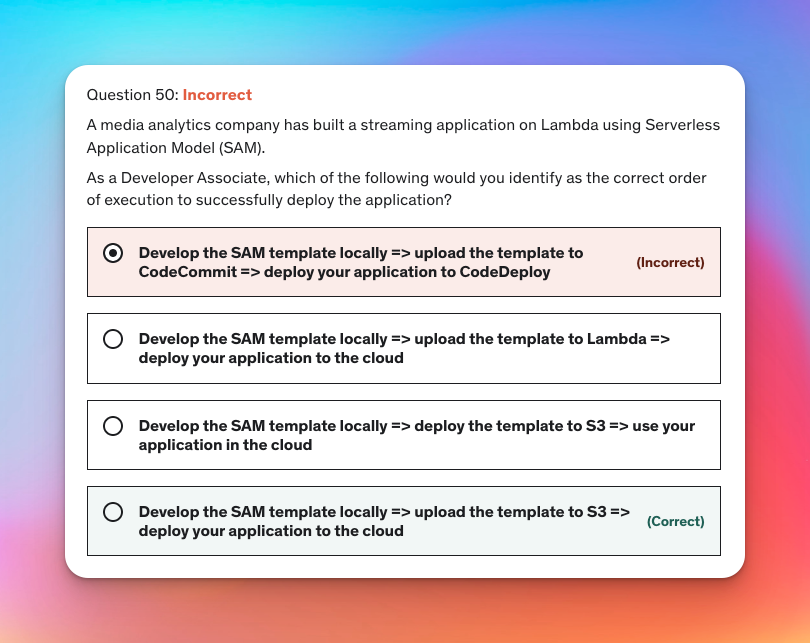 Question 50: Incorrect
A media analytics company has built a streaming application on Lambda using Serverless
Application Model (SAM).
As a Developer Associate, which of the following would you identify as the correct order
of execution to successfully deploy the application?
Develop the SAM template locally => upload the template to
CodeCommit => deploy your application to CodeDeploy
(Incorrect)
Develop the SAM template locally => upload the template to Lambda =>
deploy your application to the cloud
Develop the SAM template locally => deploy the template to S3 => use your
application in the cloud
Develop the SAM template locally => upload the template to S3 =>
deploy your application to the cloud
(Correct)